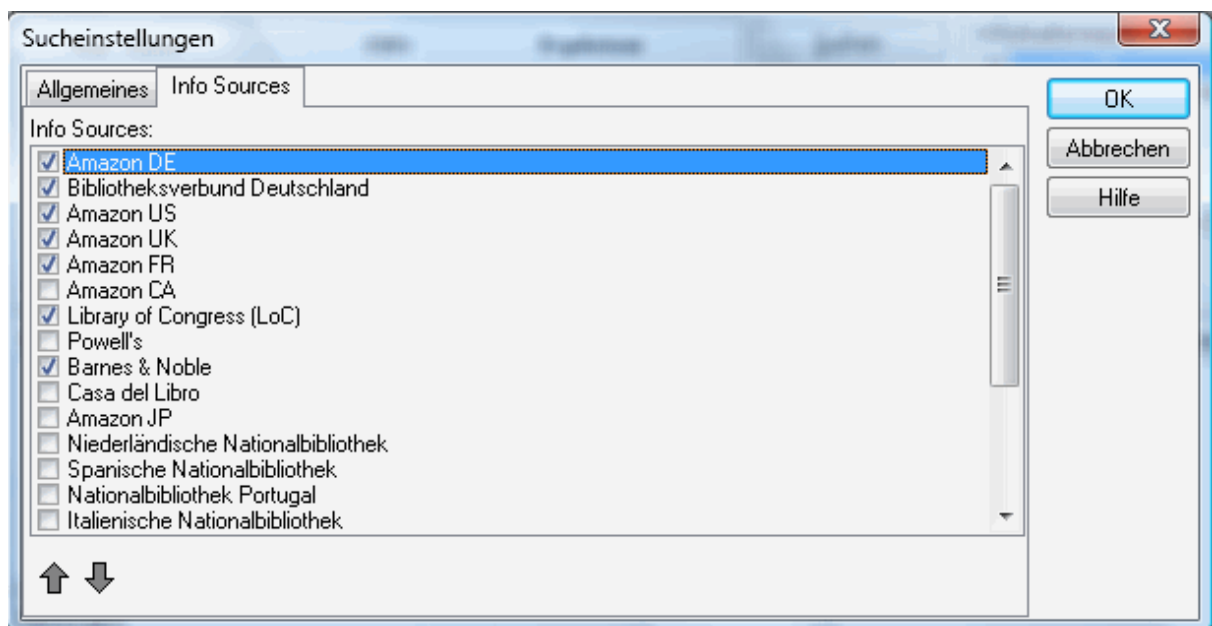 Sucheinstellungen
Allgemeines
Info Sources
OK
Info Sources:
Abbrechen
Amazon DE
Bibliotheksverbund Deutschland
Hilfe
Amazon US
Amazon UK
Amazon FR
Amazon CA
Library of Congress (LoC)
Powell's
Barnes & Noble
Casa del Libro
Amazon JP
Niederländische Nationalbibliothek
Spanische Nationalbibliothek
Nationalbibliothek Portugal
Italienische Nationalbibliothek